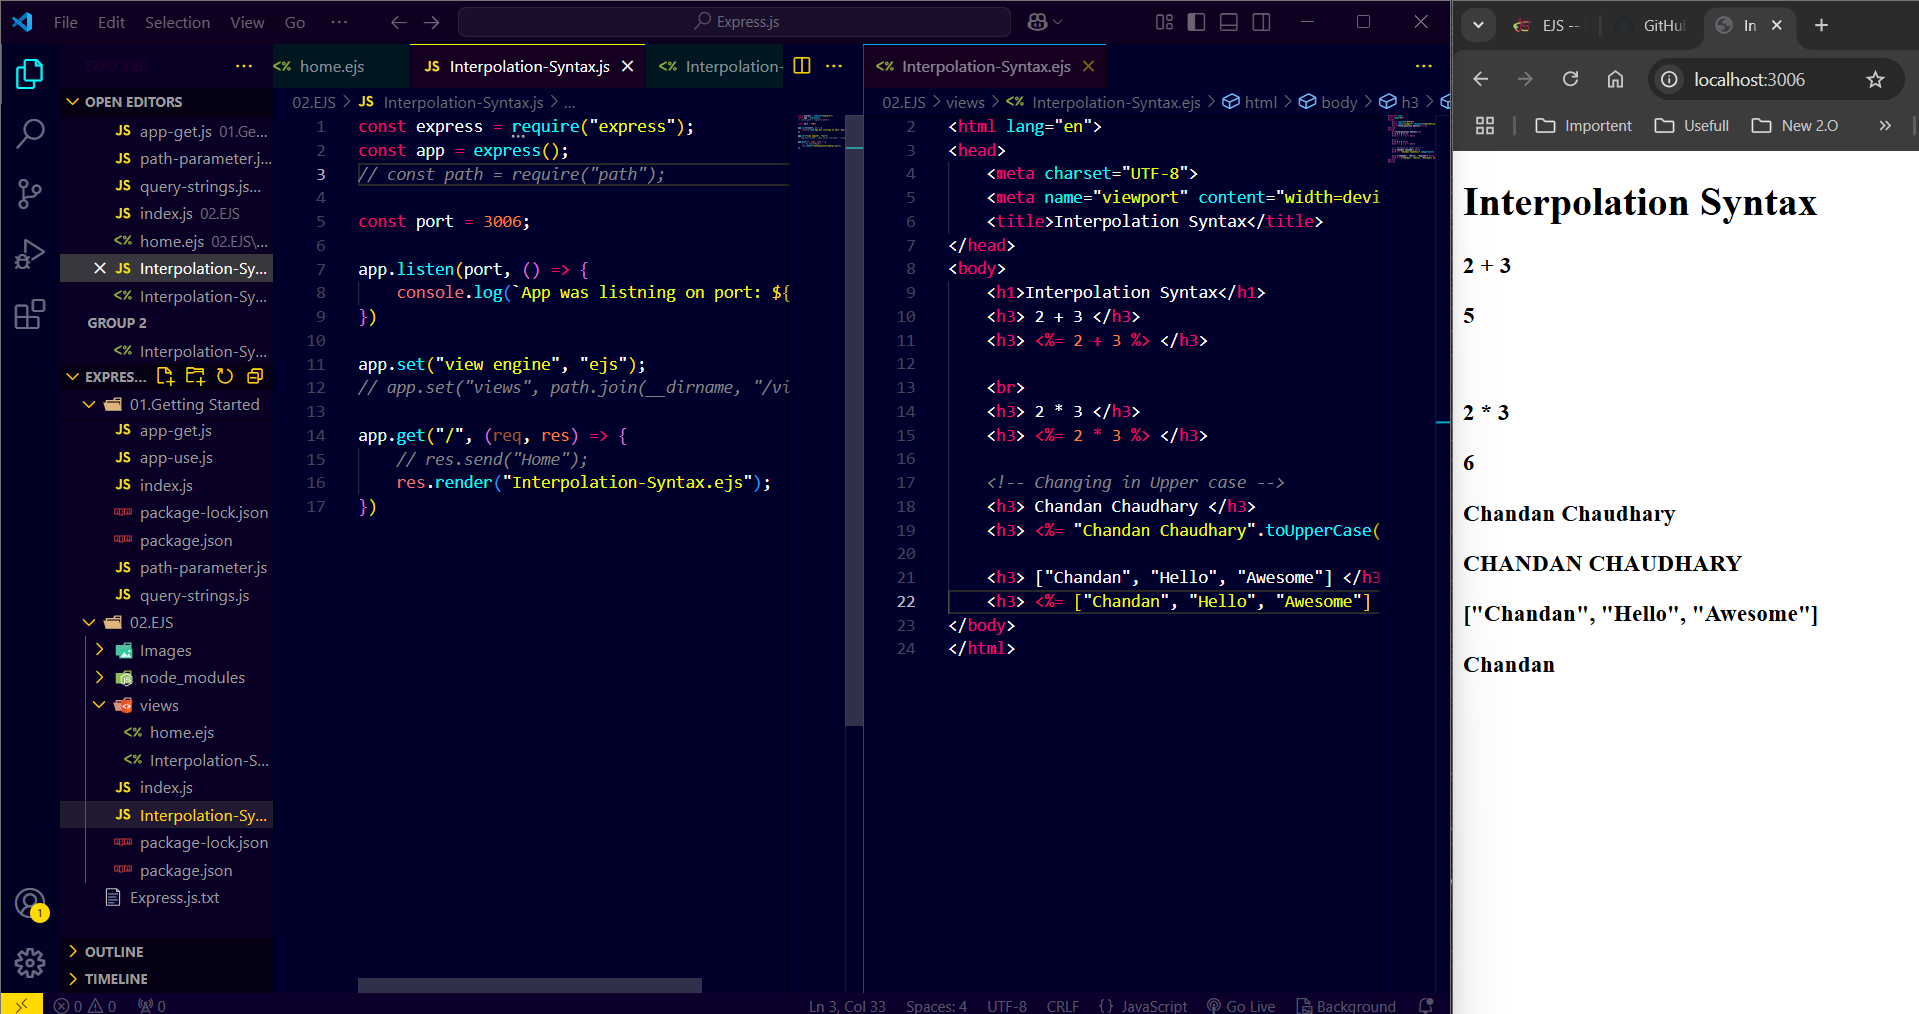 File Edit Selection View Go ··· Express.js
EXPLORER ···
OPEN EDITORS
JS app-get.js 01.Ge...
JS path-parameter.j...
JS query-strings.js...
JS index.js 02.EJS
<% home.ejs 02.EJS\...
JS Interpolation-Sy...
<% Interpolation-Sy...
GROUP 2
<% Interpolation-Sy...
EXPRES...
01.Getting Started
JS app-get.js
JS app-use.js
JS index.js
package-lock.json
package.json
JS path-parameter.js
JS query-strings.js
02.EJS
Images
node_modules
views
<% home.ejs
<% Interpolation-S...
JS index.js
JS Interpolation-Sy...
package-lock.json
package.json
Express.js.txt
OUTLINE
TIMELINE
1
<% home.ejs JS Interpolation-Syntax.js <% Interpolation- ···
02.EJS > JS Interpolation-Syntax.js > ...
1 const express = require("express");
2 const app = express();
3 // const path = require("path");
4
5 const port = 3006;
6
7 app.listen(port, () => {
8 console.log(`App was listning on port: ${
9 })
10
11 app.set("view engine", "ejs");
12 // app.set("views", path.join(__dirname, "/vi
13
14 app.get("/", (req, res) => {
15 // res.send("Home");
16 res.render("Interpolation-Syntax.ejs");
17 })
<% Interpolation-Syntax.ejs ···
02.EJS > views > <% Interpolation-Syntax.ejs > html > body > h3 >
2 <html lang="en">
3 <head>
4 <meta charset="UTF-8">
5 <meta name="viewport" content="width=devi
6 <title>Interpolation Syntax</title>
7 </head>
8 <body>
9 <h1>Interpolation Syntax</h1>
10 <h3> 2 + 3 </h3>
11 <h3> <%= 2 + 3 %> </h3>
12
13 <br>
14 <h3> 2 * 3 </h3>
15 <h3> <%= 2 * 3 %> </h3>
16
17 <!-- Changing in Upper case -->
18 <h3> Chandan Chaudhary </h3>
19 <h3> <%= "Chandan Chaudhary".toUpperCase(
20
21 <h3> ["Chandan", "Hello", "Awesome"] </h3
22 <h3> <%= ["Chandan", "Hello", "Awesome"]
23 </body>
24 </html>
0 0 0 Ln 3, Col 33 Spaces: 4 UTF-8 CRLF {} JavaScript Go Live Background
EJS -- GitHu In
localhost:3006
Importent Usefull New 2.O »
Interpolation Syntax
2 + 3
5
2 * 3
6
Chandan Chaudhary
CHANDAN CHAUDHARY
["Chandan", "Hello", "Awesome"]
Chandan